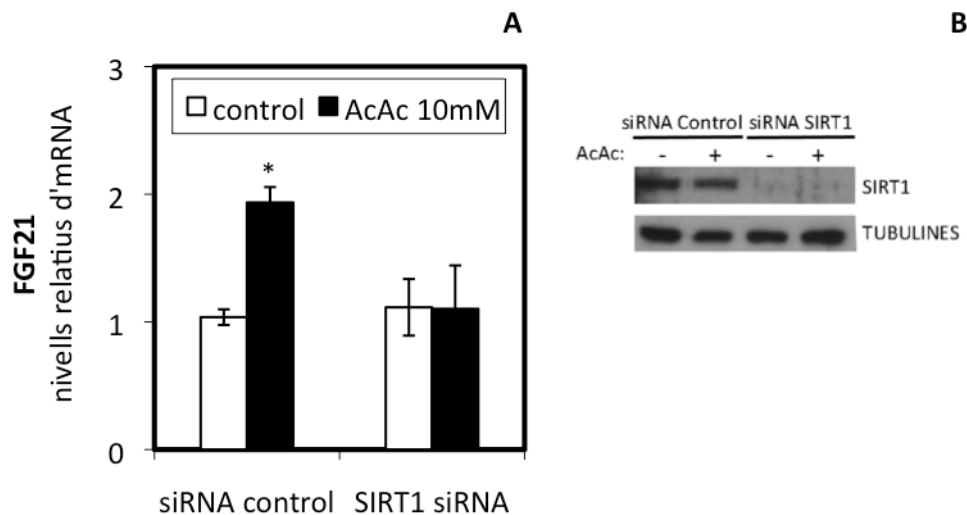 A
FGF21
nivells relatius d'mRNA
3
2
1
0
control AcAc 10mM
*
siRNA control SIRT1 siRNA
B
siRNA Control siRNA SIRT1
AcAc: - + - +
SIRT1
TUBULINES